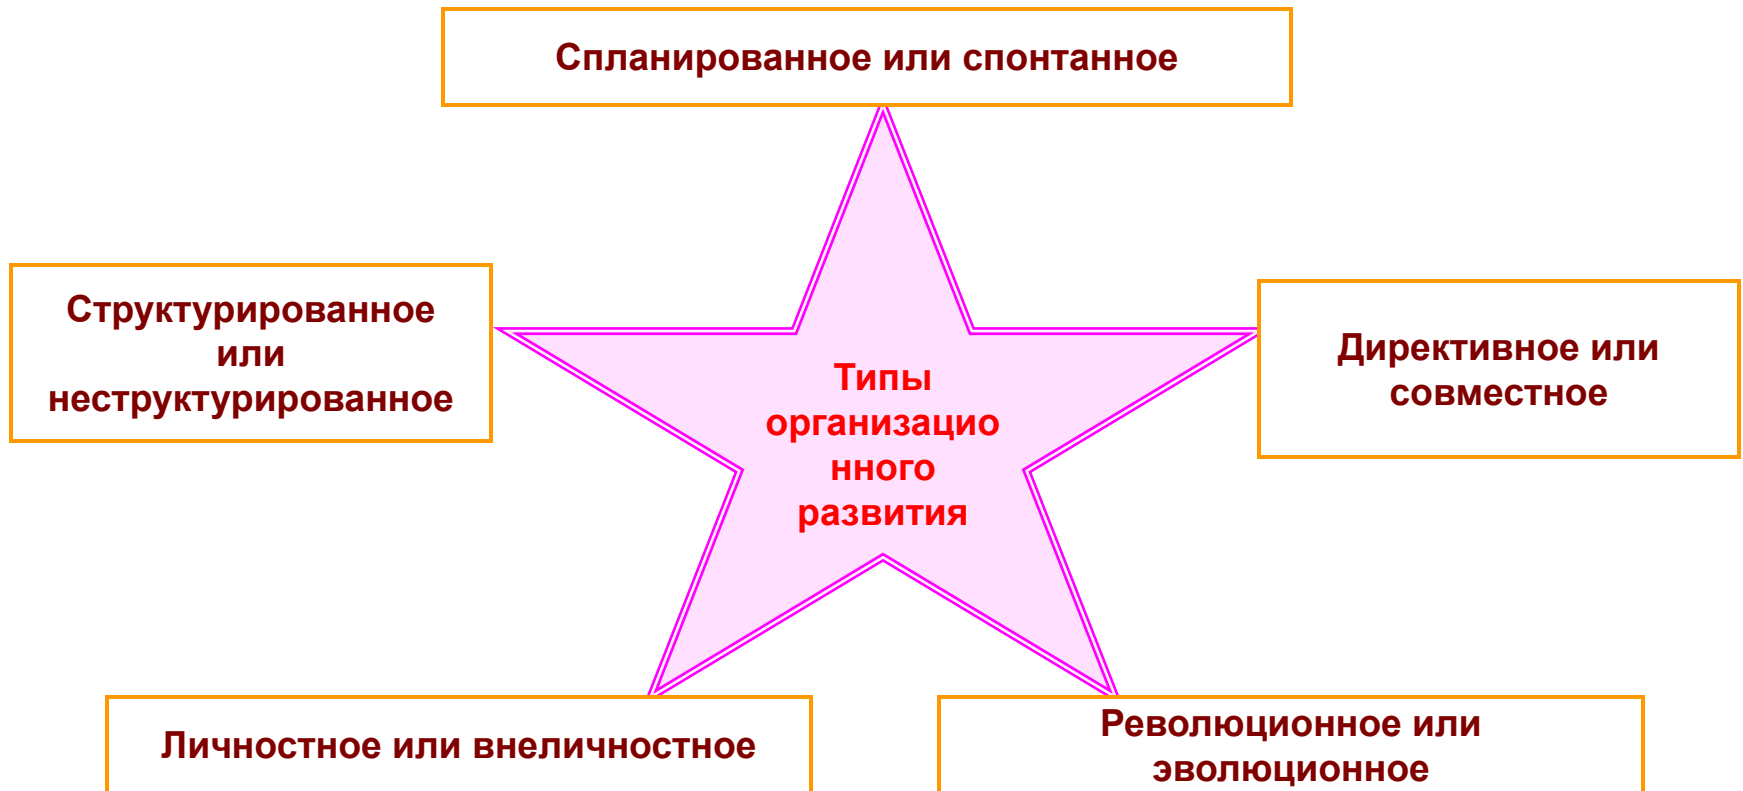 Спланированное или спонтанное
Структурированное
или
неструктурированное
Директивное или
совместное
Типы
организацио
нного
развития
Личностное или внеличностное
Революционное или
эволюционное